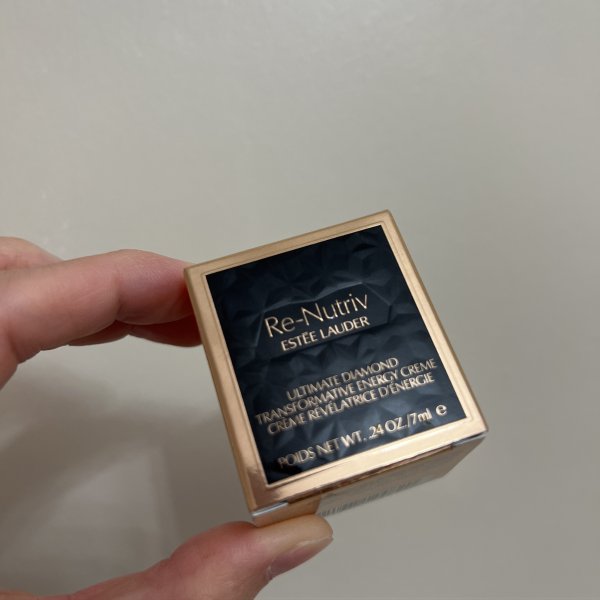 Re-Nutriv
ESTĒE LAUDER
ULTIMATE DIAMOND
TRANSFORMATIVE ENERGY CREME
CRÈME RÉVÉLATRICE D'ÉNERGIE
POIDS NET WT. .24 OZ./7ml ℮